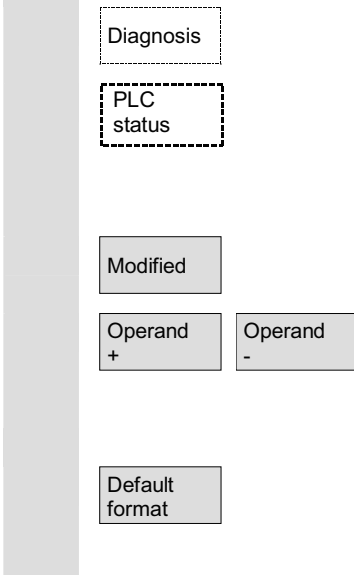 Diagnosis
PLC
status
Modified
Operand
+
Operand
-
Default
format